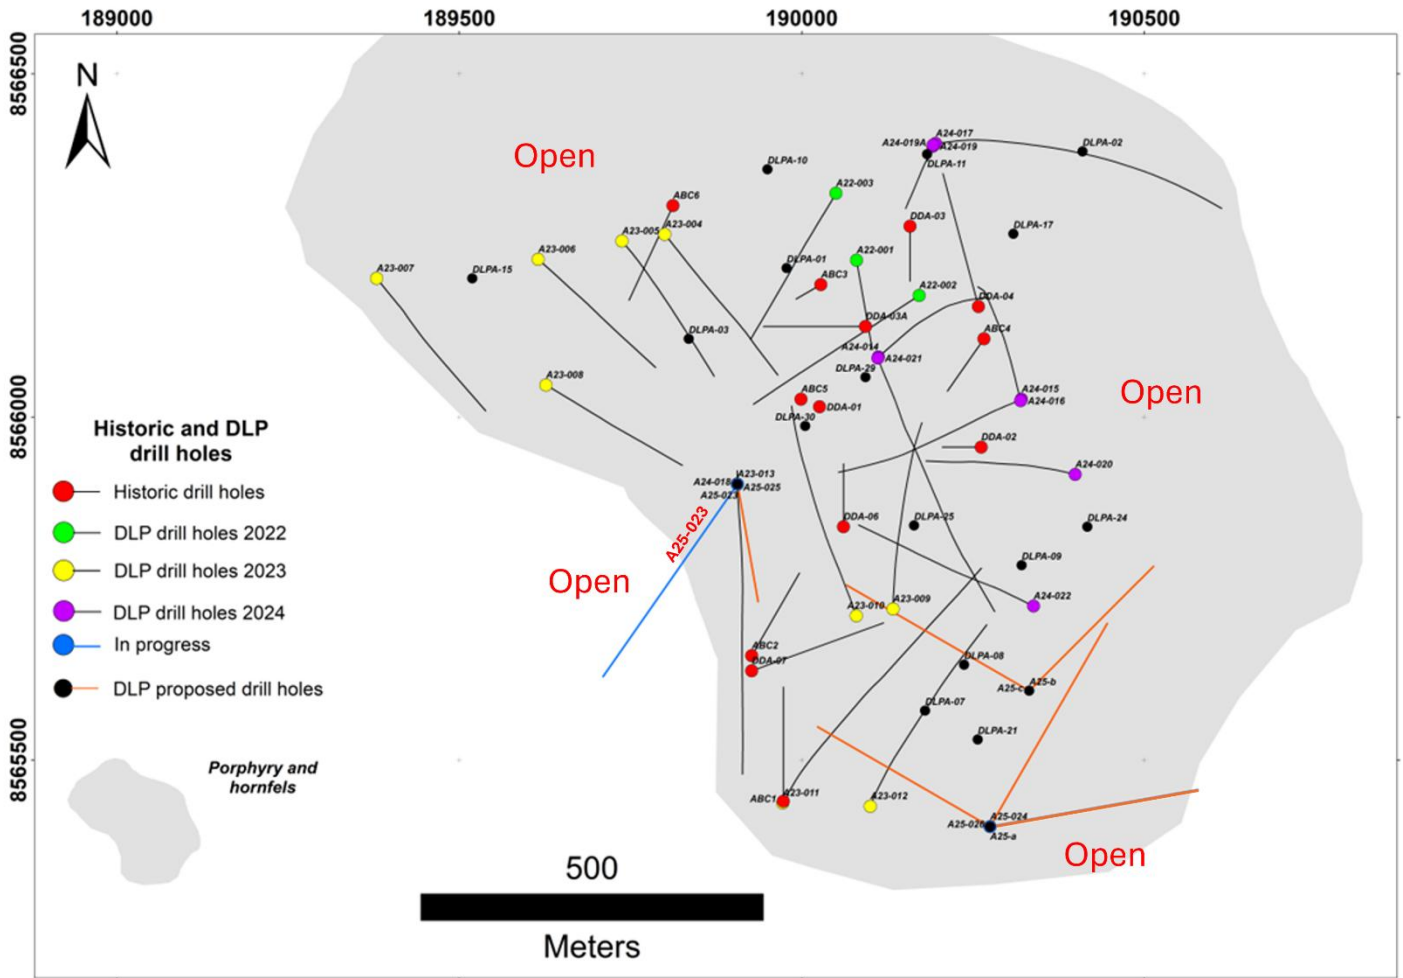 189000
189500
190000
190500
8566500
8566000
8565500
N
Open
A24-017
A24-019A
A24-019
DLPA-11
DLPA-02
DLPA-10
A22-003
ABC6
DDA-03
A23-005
A23-004
DLPA-17
A23-006
A22-001
A23-007
DLPA-15
DLPA-01
ABC3
A22-002
DDA-04
DDA-03A
DLPA-03
ABC4
A24-014
A24-021
DLPA-29
A23-008
Open
ABC5
DDA-01
A24-015
A24-016
DLPA-30
DDA-02
A24-020
A23-013
A24-018
A25-025
A25-023
A25-023
DDA-06
DLPA-25
DLPA-24
Open
DLPA-09
A23-010
A23-009
A24-022
ABC2
DDA-07
DLPA-08
A25-b
A25-c
DLPA-07
DLPA-21
A23-011
ABC1
A23-012
A25-024
A25-026
A25-a
Open
Historic and DLP
drill holes
Historic drill holes
DLP drill holes 2022
DLP drill holes 2023
DLP drill holes 2024
In progress
DLP proposed drill holes
Porphyry and
hornfels
500
Meters